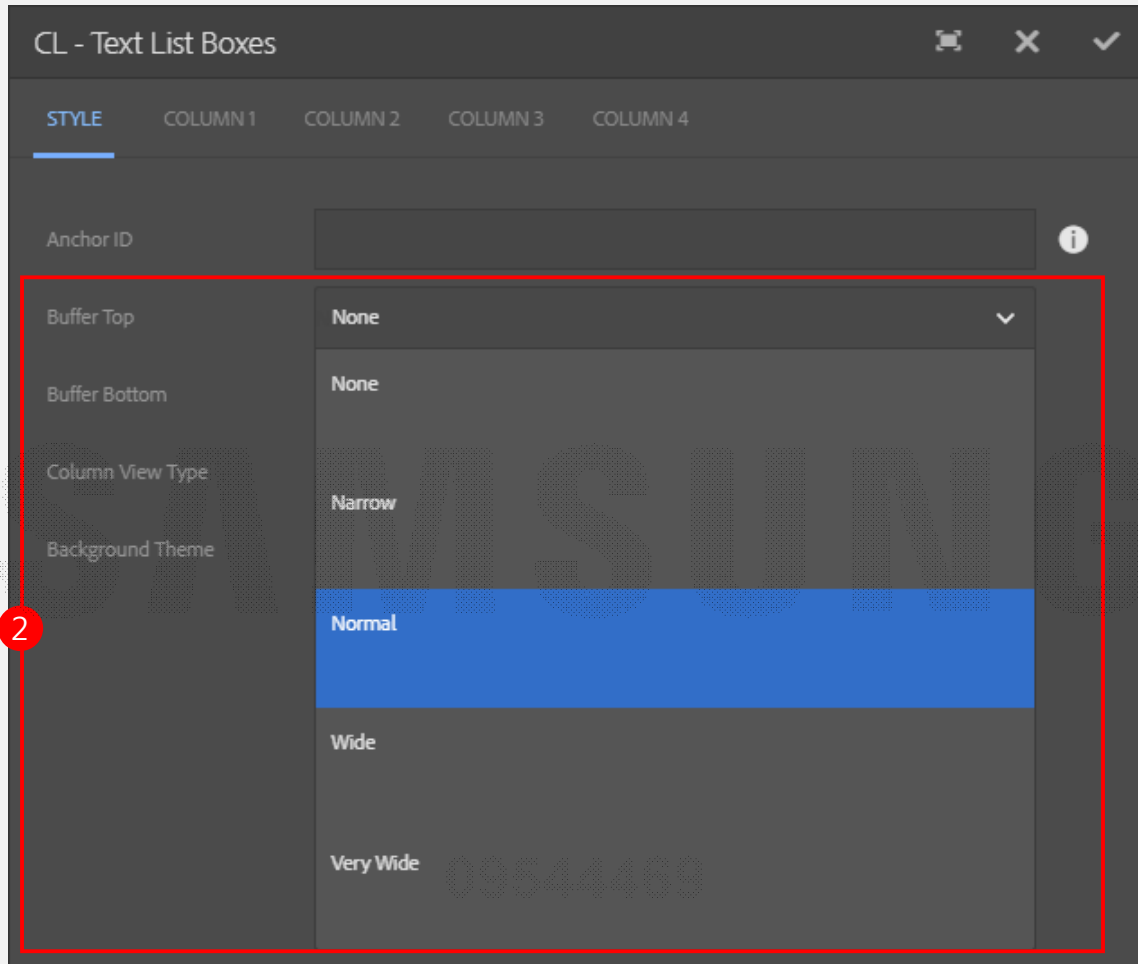 CL - Text List Boxes
STYLE COLUMN 1 COLUMN 2 COLUMN 3 COLUMN 4
Anchor ID
Buffer Top None
None
Buffer Bottom
Column View Type
Narrow
Background Theme
SAMSUNG
2
Normal
Wide
Very Wide
09544469